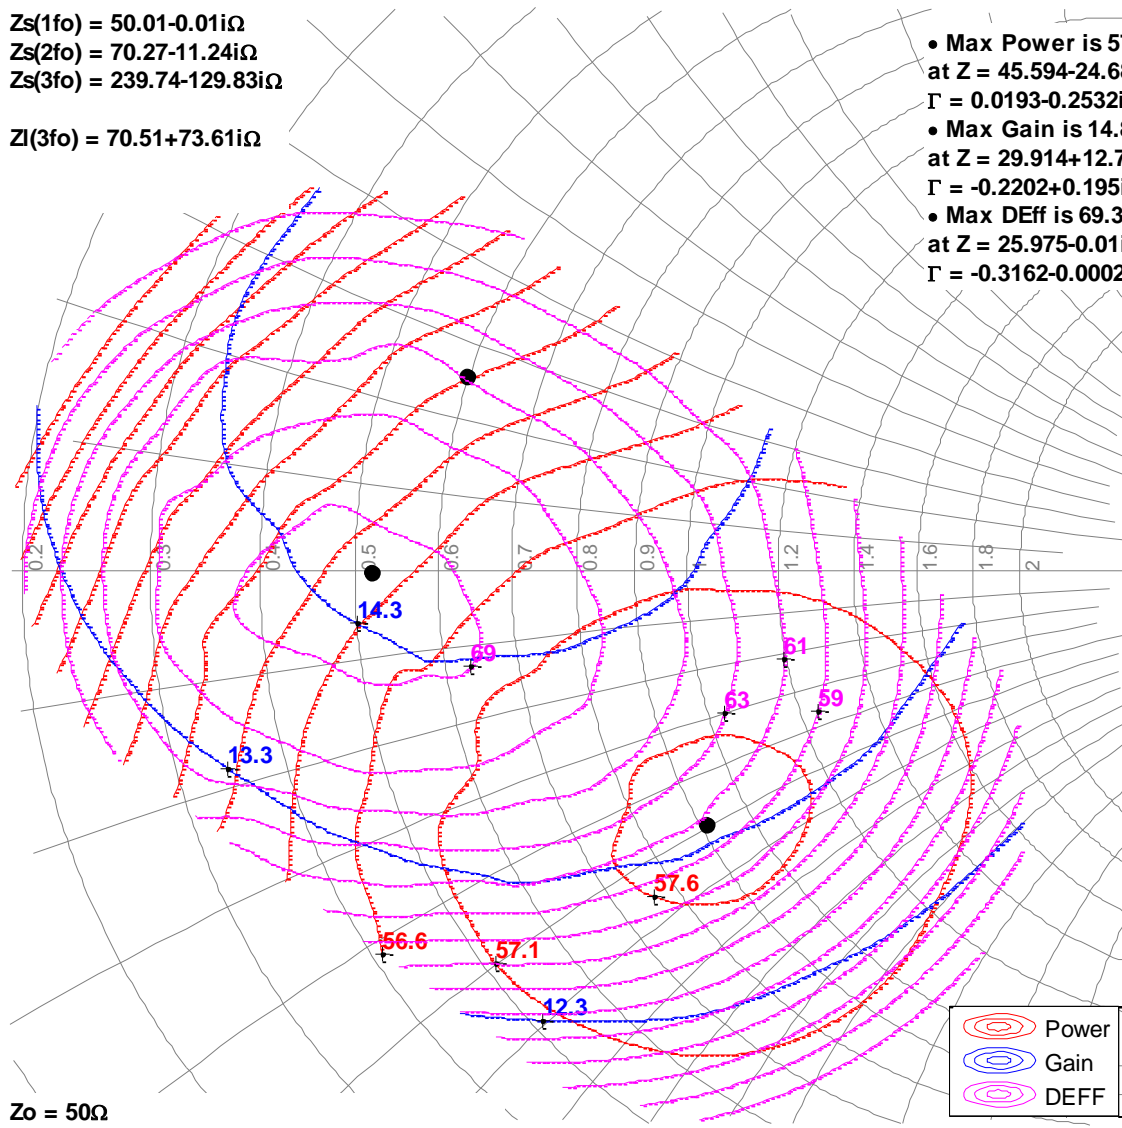 Zs(1fo) = 50.01-0.01iΩ
Zs(2fo) = 70.27-11.24iΩ
Zs(3fo) = 239.74-129.83iΩ
Zl(3fo) = 70.51+73.61iΩ
• Max Power is 57
at Z = 45.594-24.68
Γ = 0.0193-0.2532i
• Max Gain is 14.8
at Z = 29.914+12.7
Γ = -0.2202+0.195i
• Max DEff is 69.3
at Z = 25.975-0.01i
Γ = -0.3162-0.0002
0.2
0.3
0.4
0.5
0.6
0.7
0.8
0.9
1.2
1.4
1.6
1.8
2
14.3
69
61
63
59
13.3
57.6
56.6
57.1
12.3
Power
Gain
DEFF
Zo = 50Ω